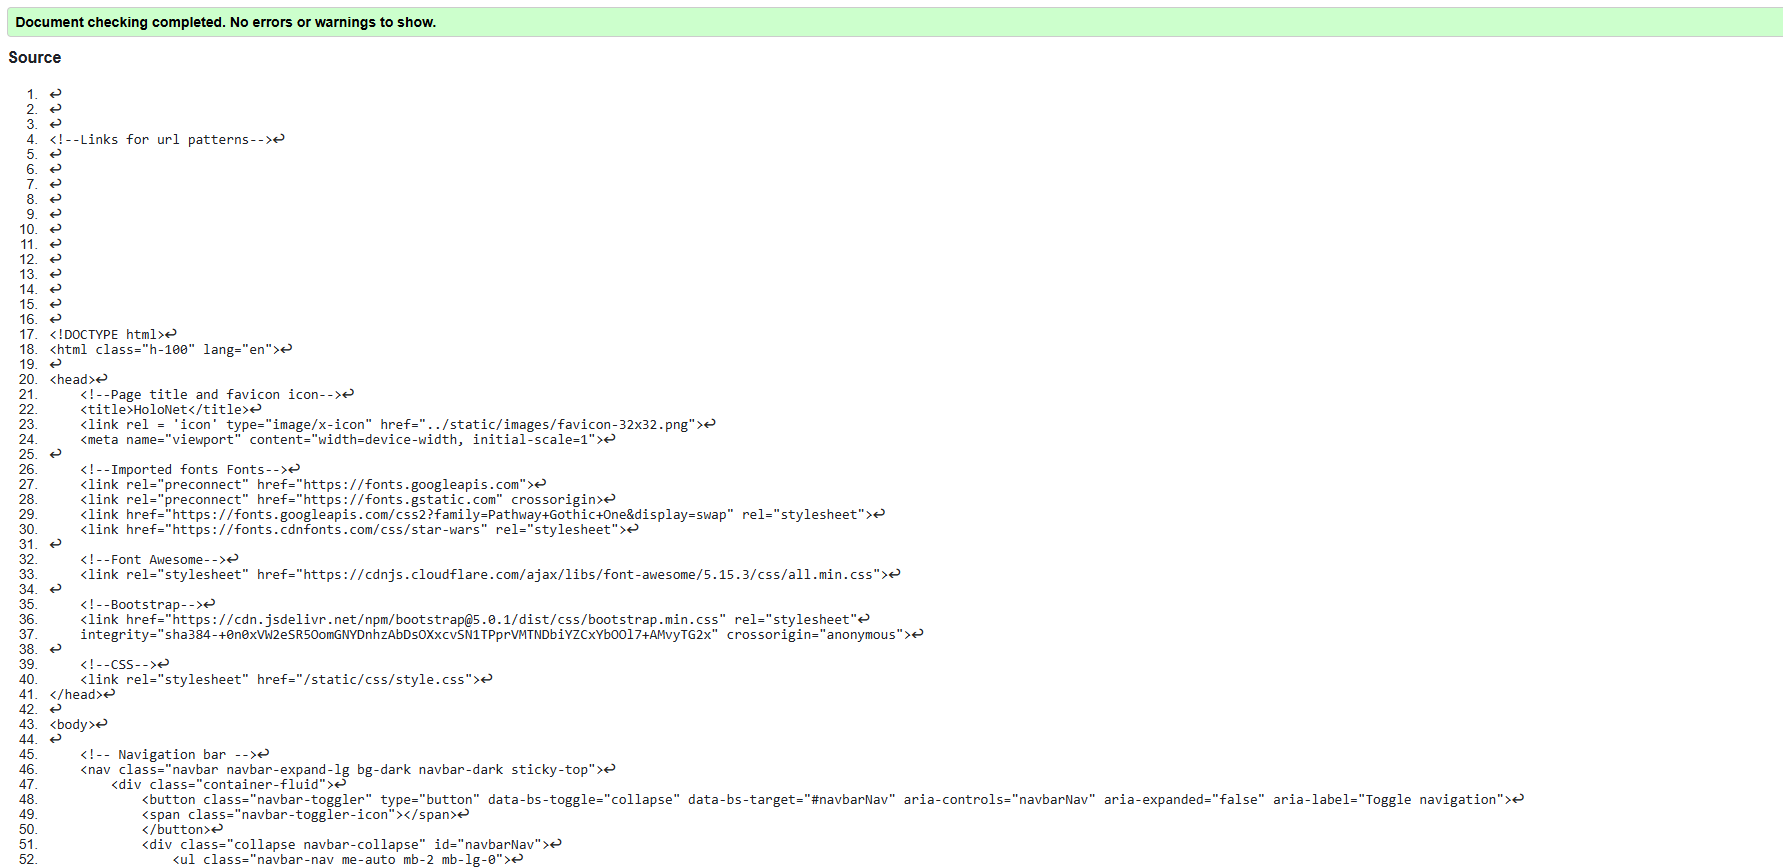 Document checking completed. No errors or warnings to show.
Source
1. ↩
2. ↩
3. ↩
4. <!--Links for url patterns-->↩
5. ↩
6. ↩
7. ↩
8. ↩
9. ↩
10. ↩
11. ↩
12. ↩
13. ↩
14. ↩
15. ↩
16. ↩
17. <!DOCTYPE html>↩
18. <html class="h-100" lang="en">↩
19. ↩
20. <head>↩
21.     <!--Page title and favicon icon-->↩
22.     <title>HoloNet</title>↩
23.     <link rel = 'icon' type="image/x-icon" href="../static/images/favicon-32x32.png">↩
24.     <meta name="viewport" content="width=device-width, initial-scale=1">↩
25. ↩
26.     <!--Imported fonts Fonts-->↩
27.     <link rel="preconnect" href="https://fonts.googleapis.com">↩
28.     <link rel="preconnect" href="https://fonts.gstatic.com" crossorigin>↩
29.     <link href="https://fonts.googleapis.com/css2?family=Pathway+Gothic+One&display=swap" rel="stylesheet">↩
30.     <link href="https://fonts.cdnfonts.com/css/star-wars" rel="stylesheet">↩
31. ↩
32.     <!--Font Awesome-->↩
33.     <link rel="stylesheet" href="https://cdnjs.cloudflare.com/ajax/libs/font-awesome/5.15.3/css/all.min.css">↩
34. ↩
35.     <!--Bootstrap-->↩
36.     <link href="https://cdn.jsdelivr.net/npm/bootstrap@5.0.1/dist/css/bootstrap.min.css" rel="stylesheet"↩
37.     integrity="sha384-+0n0xVW2eSR5OomGNYDnhzAbDsOXxcvSN1TPprVMTNDbiYZCxYbOOl7+AMvyTG2x" crossorigin="anonymous">↩
38. ↩
39.     <!--CSS-->↩
40.     <link rel="stylesheet" href="/static/css/style.css">↩
41. </head>↩
42. ↩
43. <body>↩
44. ↩
45.     <!-- Navigation bar -->↩
46.     <nav class="navbar navbar-expand-lg bg-dark navbar-dark sticky-top">↩
47.         <div class="container-fluid">↩
48.             <button class="navbar-toggler" type="button" data-bs-toggle="collapse" data-bs-target="#navbarNav" aria-controls="navbarNav" aria-expanded="false" aria-label="Toggle navigation">↩
49.             <span class="navbar-toggler-icon"></span>↩
50.             </button>↩
51.             <div class="collapse navbar-collapse" id="navbarNav">↩
52.                 <ul class="navbar-nav me-auto mb-2 mb-lg-0">↩